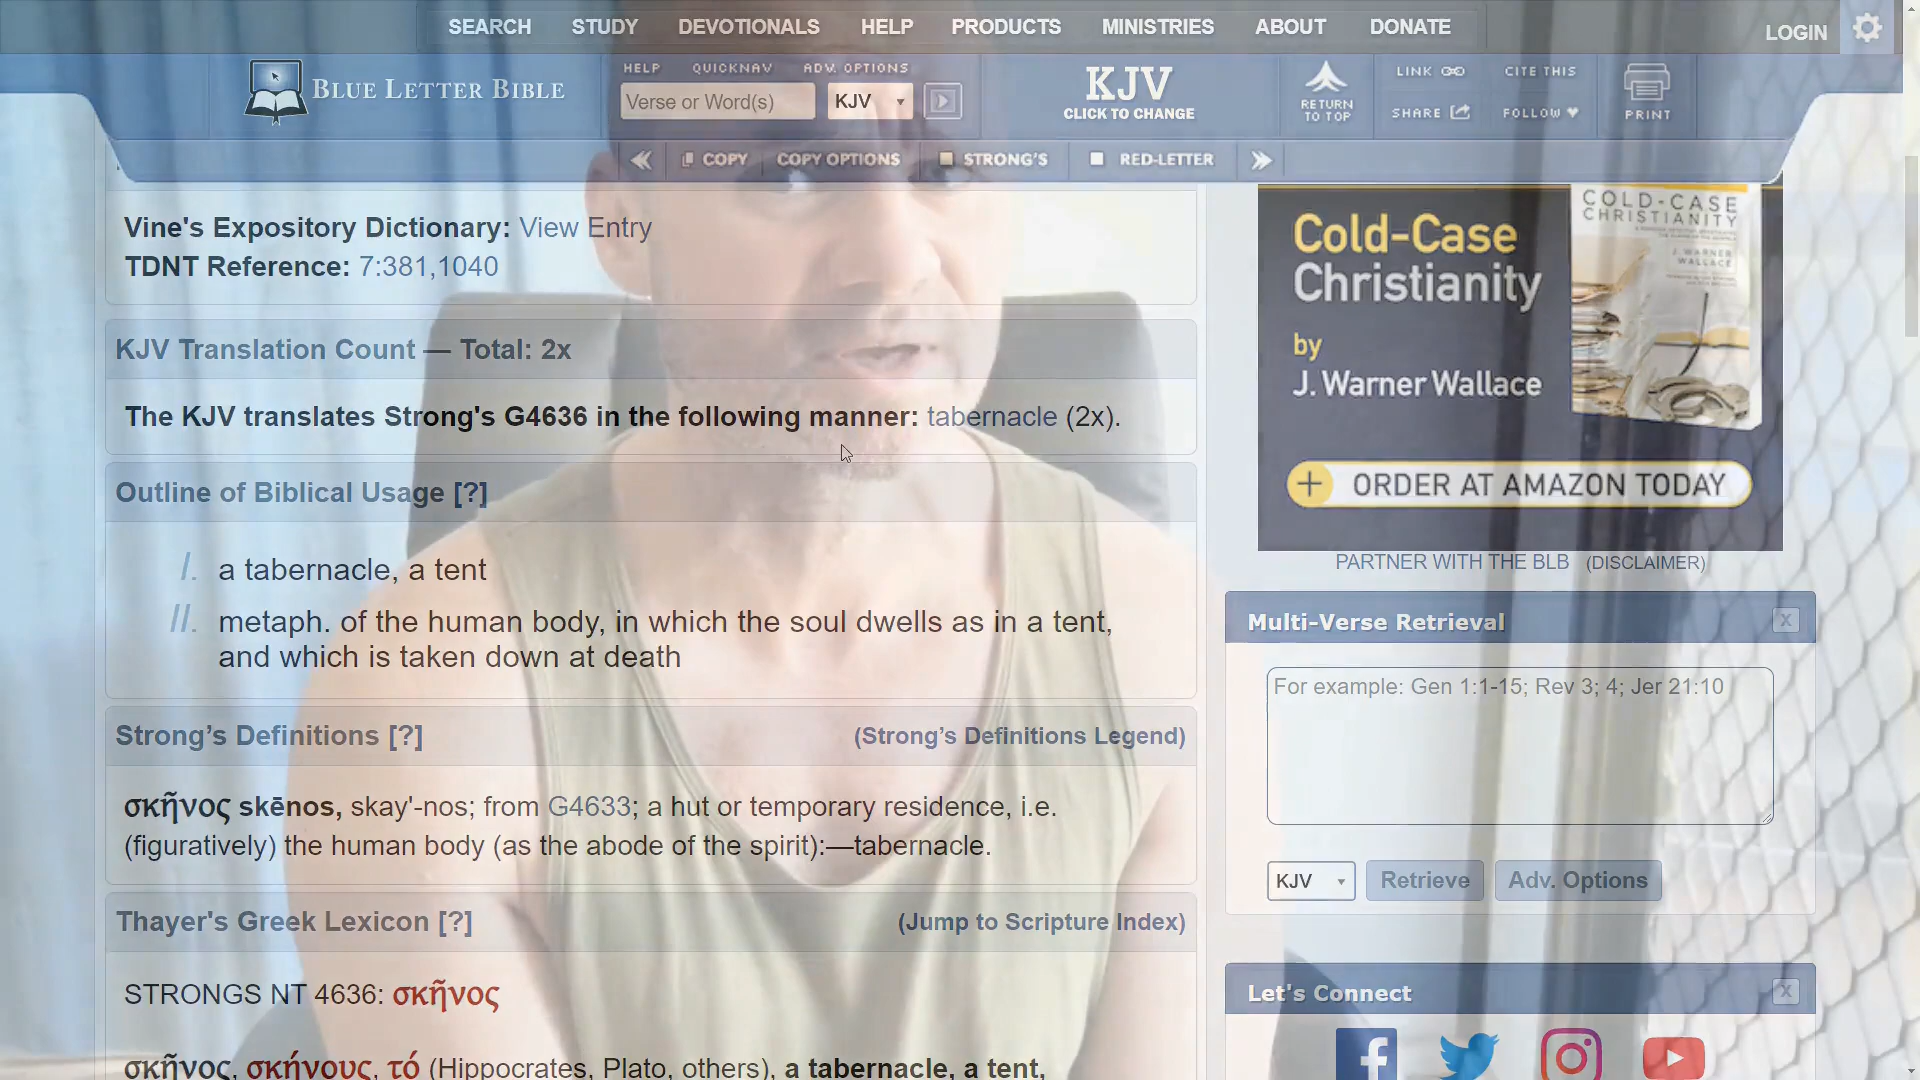 SEARCH STUDY DEVOTIONALS HELP PRODUCTS MINISTRIES ABOUT DONATE LOGIN
BLUE LETTER BIBLE
HELP QUICKNAV ADV. OPTIONS
Verse or Word(s) KJV
KJV
CLICK TO CHANGE
RETURN
TO TOP
LINK CITE THIS
SHARE FOLLOW
PRINT
COPY COPY OPTIONS STRONG'S RED-LETTER
Vine's Expository Dictionary: View Entry
TDNT Reference: 7:381,1040
KJV Translation Count — Total: 2x
The KJV translates Strong's G4636 in the following manner: tabernacle (2x).
Outline of Biblical Usage [?]
I. a tabernacle, a tent
II. metaph. of the human body, in which the soul dwells as in a tent,
and which is taken down at death
Strong’s Definitions [?] (Strong’s Definitions Legend)
σκῆνος skēnos, skay'-nos; from G4633; a hut or temporary residence, i.e.
(figuratively) the human body (as the abode of the spirit):—tabernacle.
Thayer's Greek Lexicon [?] (Jump to Scripture Index)
STRONGS NT 4636: σκῆνος
σκῆνος, σκήνους, τό (Hippocrates, Plato, others), a tabernacle, a tent,
Cold-Case
Christianity
by
J. Warner Wallace
COLD-CASE
CHRISTIANITY
J. WARNER
WALLACE
ORDER AT AMAZON TODAY
PARTNER WITH THE BLB (DISCLAIMER)
Multi-Verse Retrieval X
For example: Gen 1:1-15; Rev 3; 4; Jer 21:10
KJV Retrieve Adv. Options
Let's Connect X